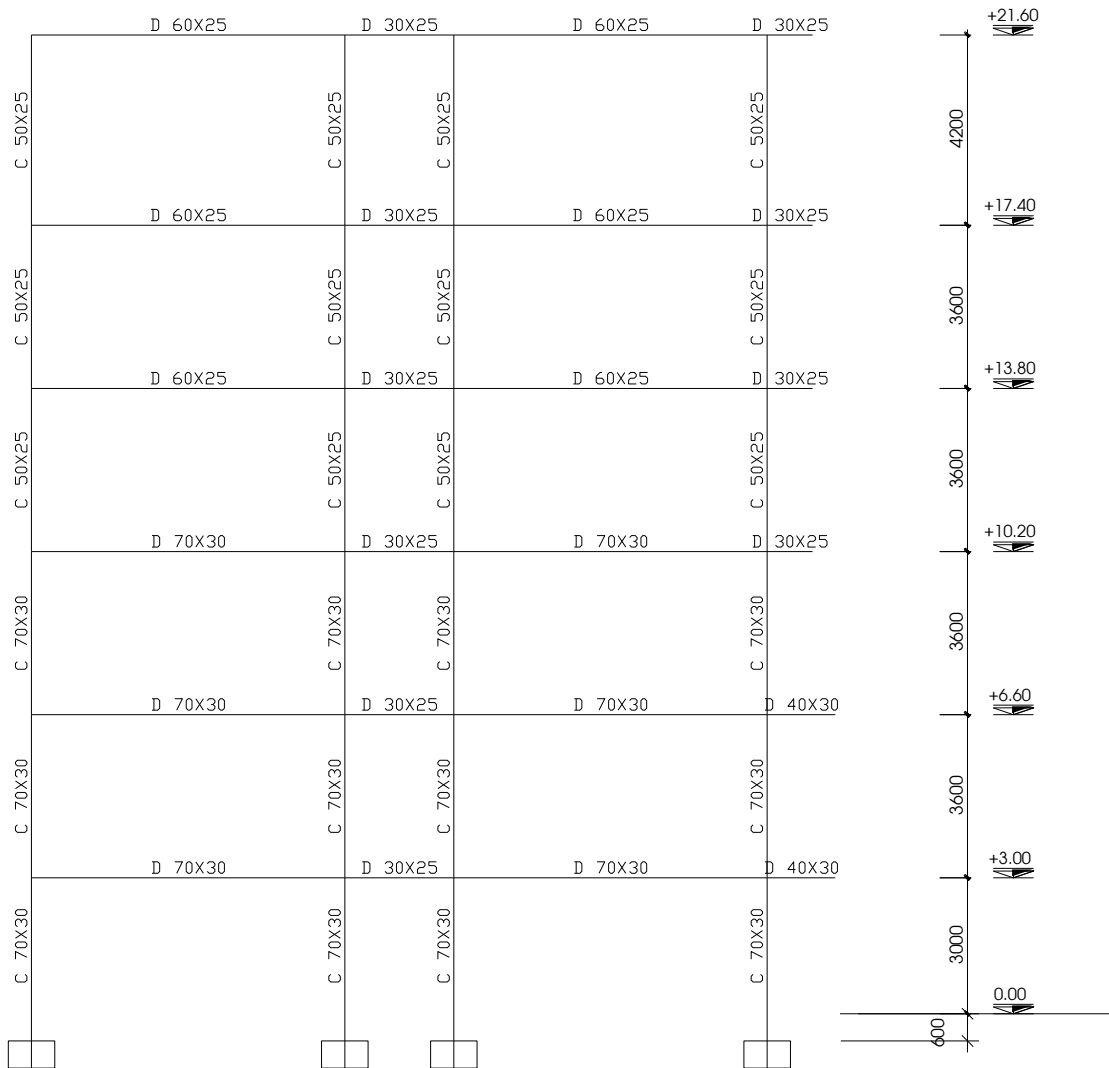 D 60X25 D 30X25 D 60X25 D 30X25
+21.60
C 50X25 C 50X25 C 50X25 C 50X25
4200
D 60X25 D 30X25 D 60X25 D 30X25
+17.40
C 50X25 C 50X25 C 50X25 C 50X25
3600
D 60X25 D 30X25 D 60X25 D 30X25
+13.80
C 50X25 C 50X25 C 50X25 C 50X25
3600
D 70X30 D 30X25 D 70X30 D 30X25
+10.20
C 70X30 C 70X30 C 70X30 C 70X30
3600
D 70X30 D 30X25 D 70X30 D 40X30
+6.60
C 70X30 C 70X30 C 70X30 C 70X30
3600
D 70X30 D 30X25 D 70X30 D 40X30
+3.00
C 70X30 C 70X30 C 70X30 C 70X30
3000
0.00
600